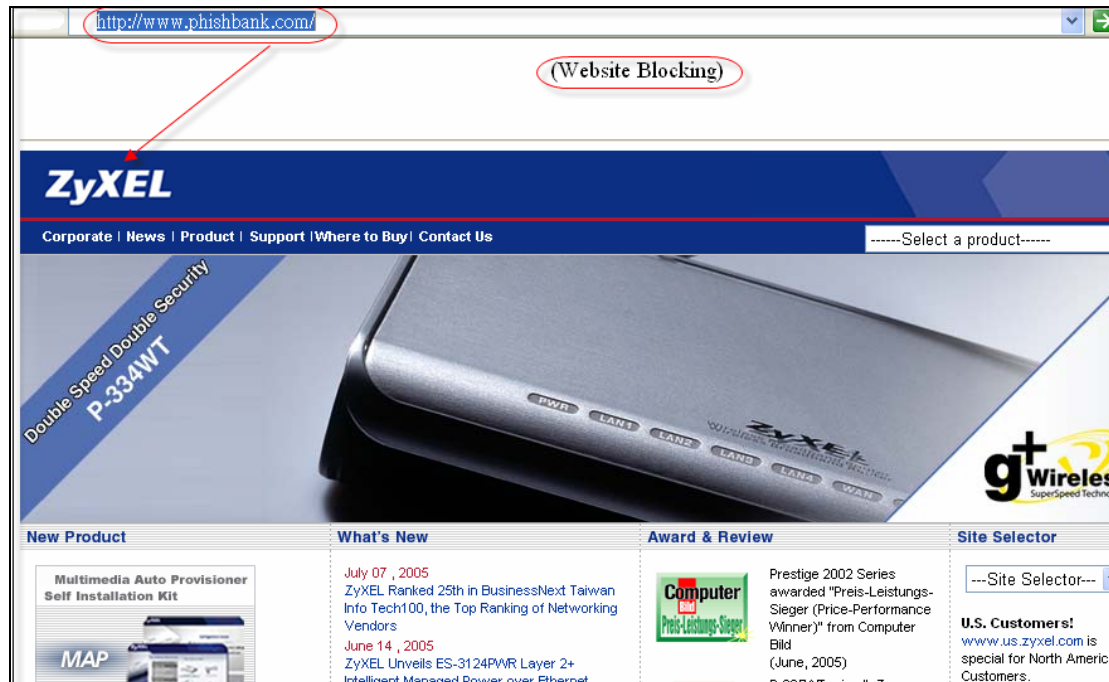 http://www.phishbank.com/
(Website Blocking)
ZyXEL
Corporate | News | Product | Support |Where to Buy| Contact Us
------Select a product------
Double Speed Double Security
P-334WT
PWR LAN1 LAN2 LAN3 LAN4 WAN
ZyXEL
g+
Wireles
SuperSpeed Techno
New Product
What's New
Award & Review
Site Selector
Multimedia Auto Provisioner
Self Installation Kit
MAP
July 07 , 2005
ZyXEL Ranked 25th in BusinessNext Taiwan
Info Tech100, the Top Ranking of Networking
Vendors
June 14 , 2005
ZyXEL Unveils ES-3124PWR Layer 2+
Intelligent Managed Power over Ethernet
Computer
Bild
Preis-Leistungs-Sieger
Prestige 2002 Series
awarded "Preis-Leistungs-
Sieger (Price-Performance
Winner)" from Computer
Bild
(June, 2005)
---Site Selector---
U.S. Customers!
www.us.zyxel.com is
special for North Americ
Customers.